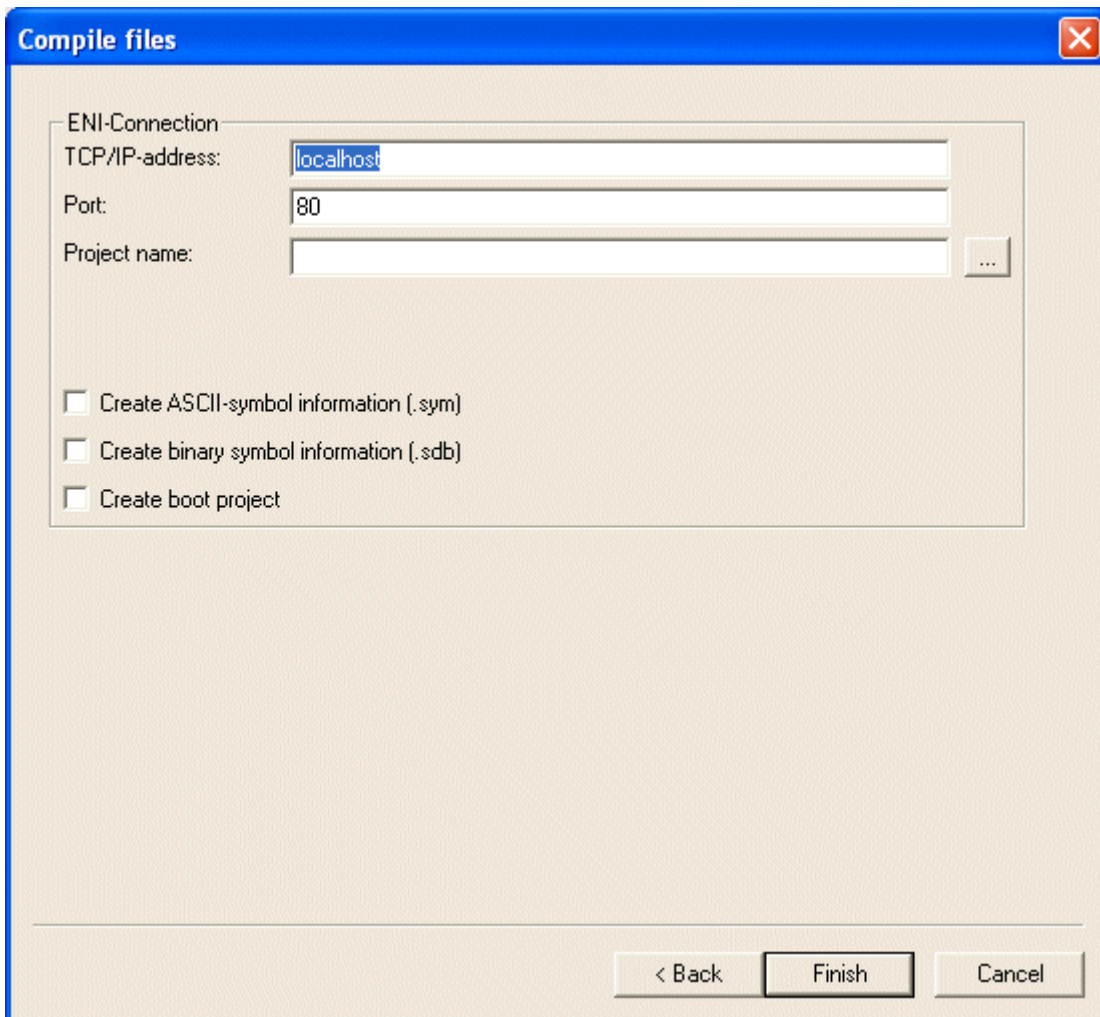 Compile files
ENI-Connection
TCP/IP-address: localhost
Port: 80
Project name: ...
Create ASCII-symbol information (.sym)
Create binary symbol information (.sdb)
Create boot project
< Back Finish Cancel